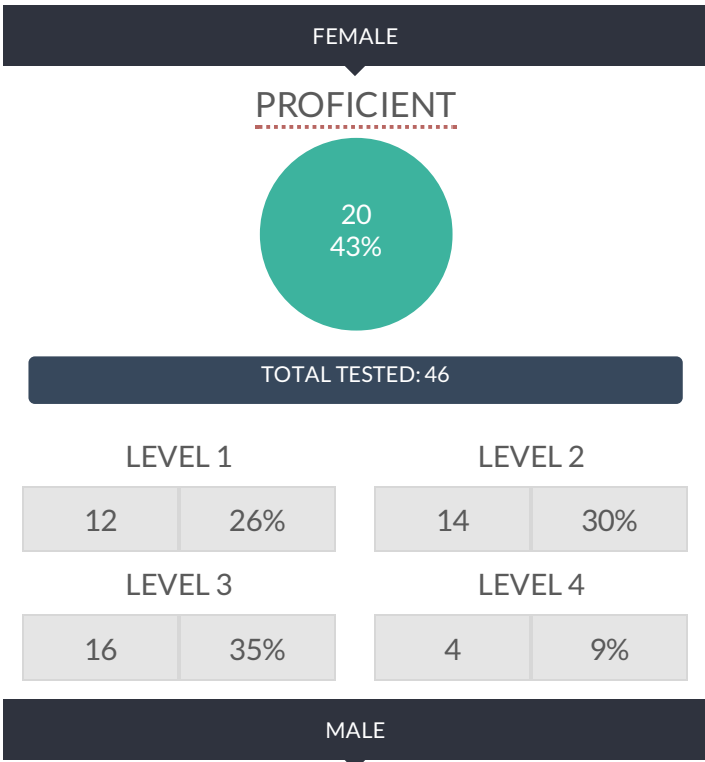 FEMALE
PROFICIENT
20
43%
TOTAL TESTED: 46
LEVEL 1 LEVEL 2
12 26% 14 30%
LEVEL 3 LEVEL 4
16 35% 4 9%
MALE